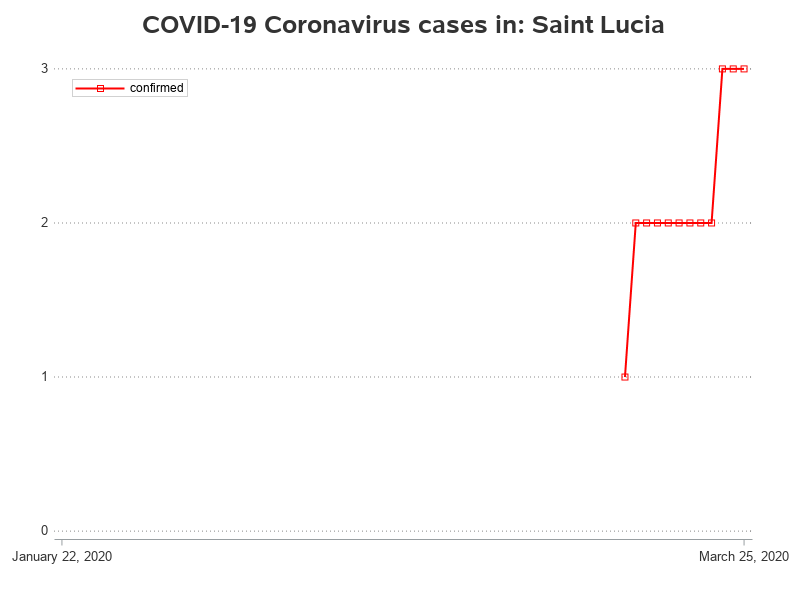 COVID-19 Coronavirus cases in: Saint Lucia
3
confirmed
2
1
0
January 22, 2020
March 25, 2020